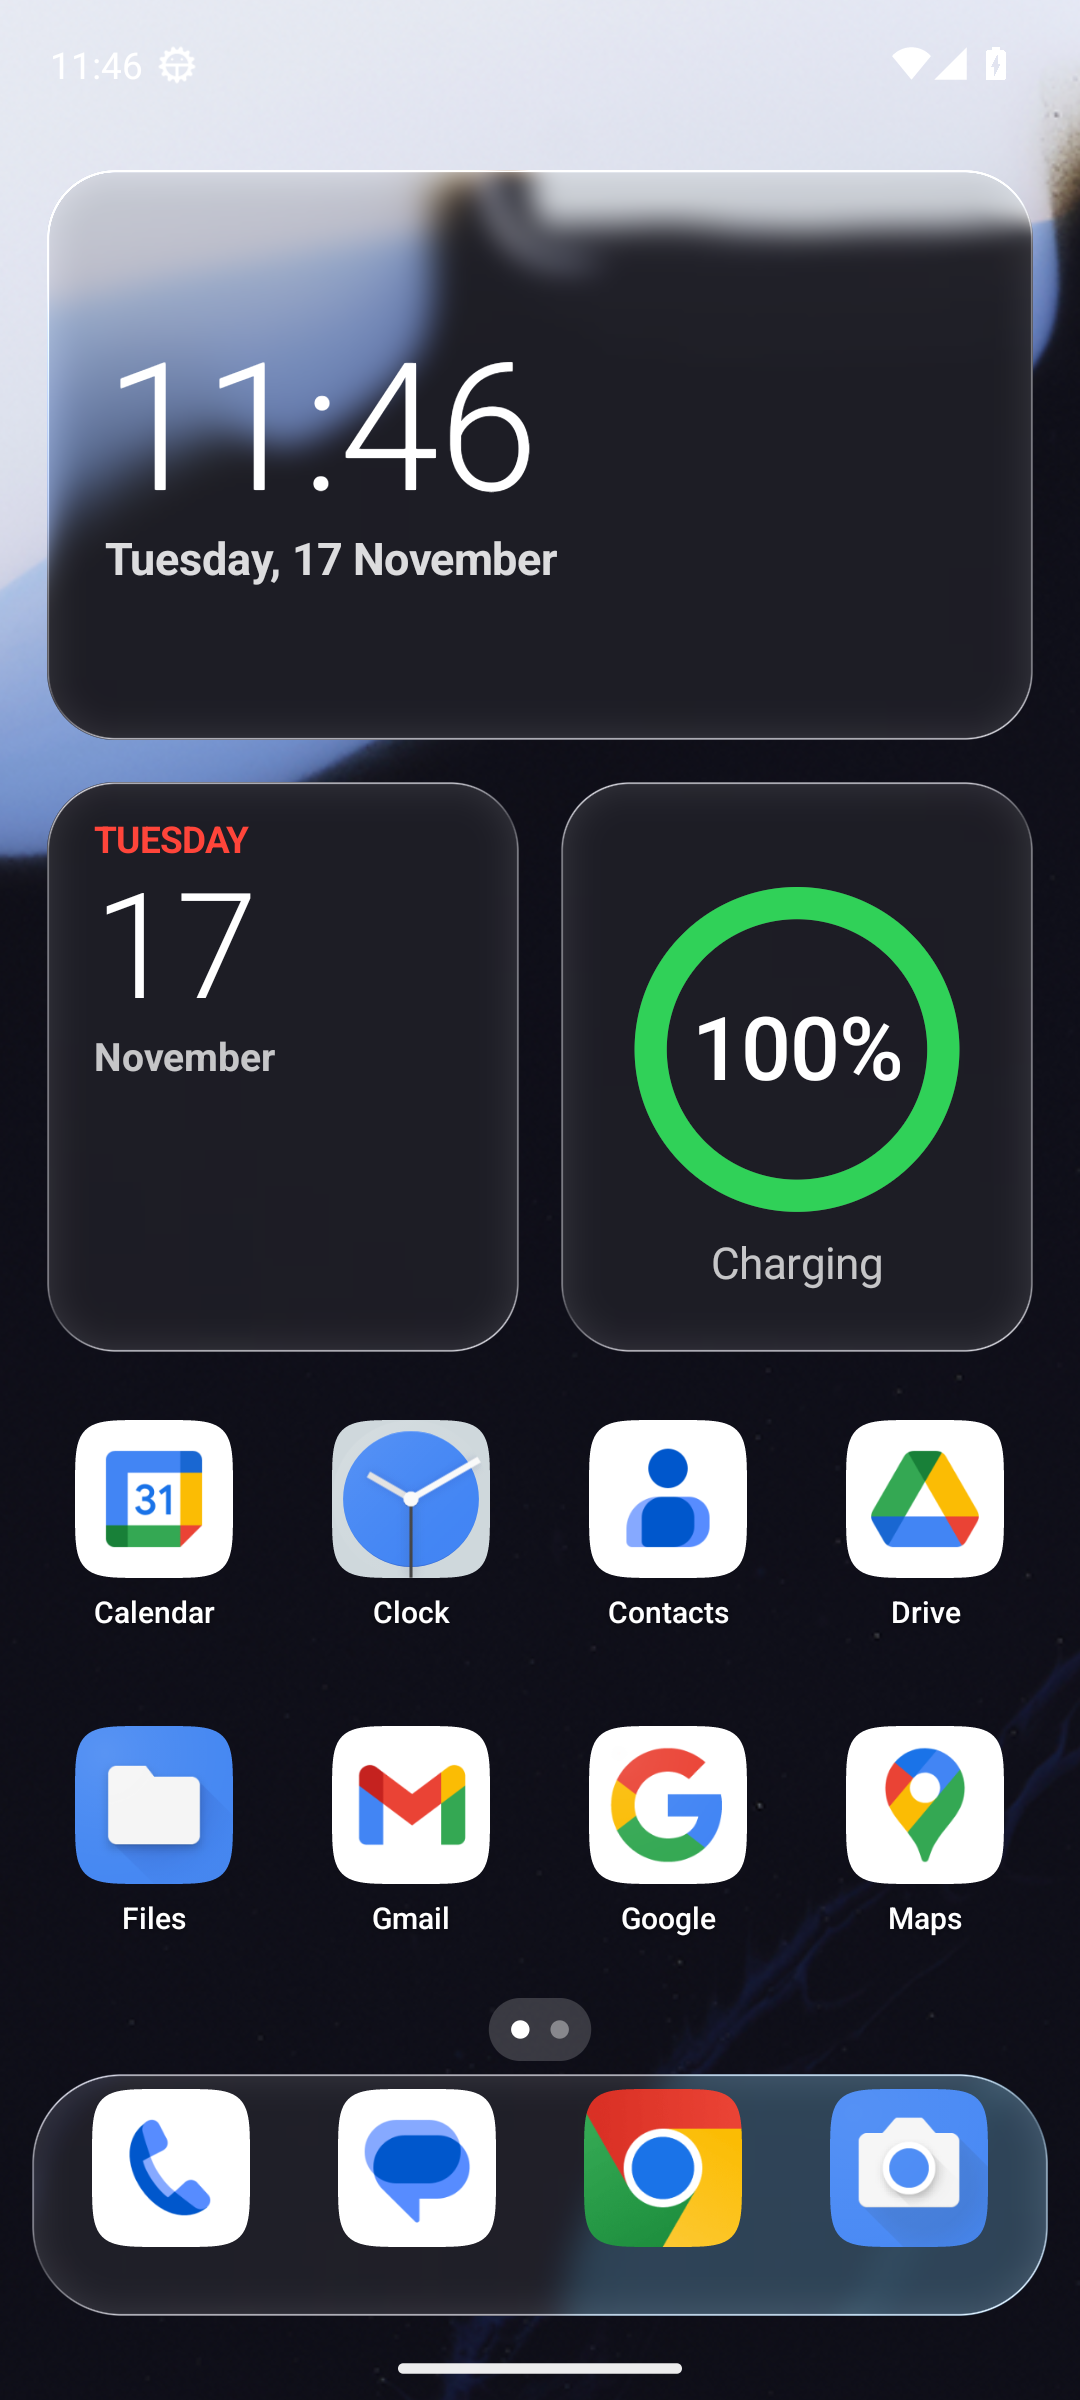 11:46
11:46
Tuesday, 17 November
TUESDAY
17
November
100%
Charging
31
Calendar
Clock
Contacts
Drive
Files
Gmail
Google
Maps